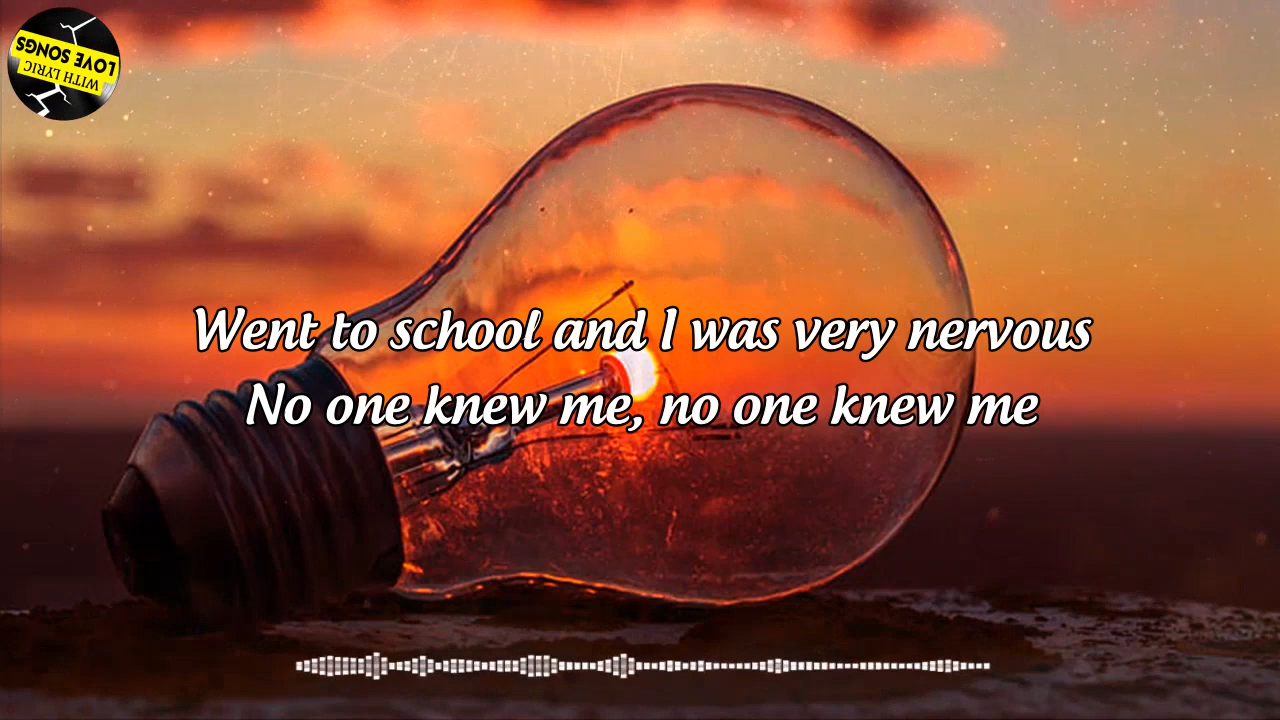 LOVE SONGS
WITH LYRIC
Went to school and I was very nervous
No one knew me, no one knew me